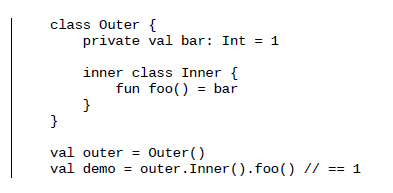 class Outer {
    private val bar: Int = 1

    inner class Inner {
        fun foo() = bar
    }
}

val outer = Outer()
val demo = outer.Inner().foo() // == 1